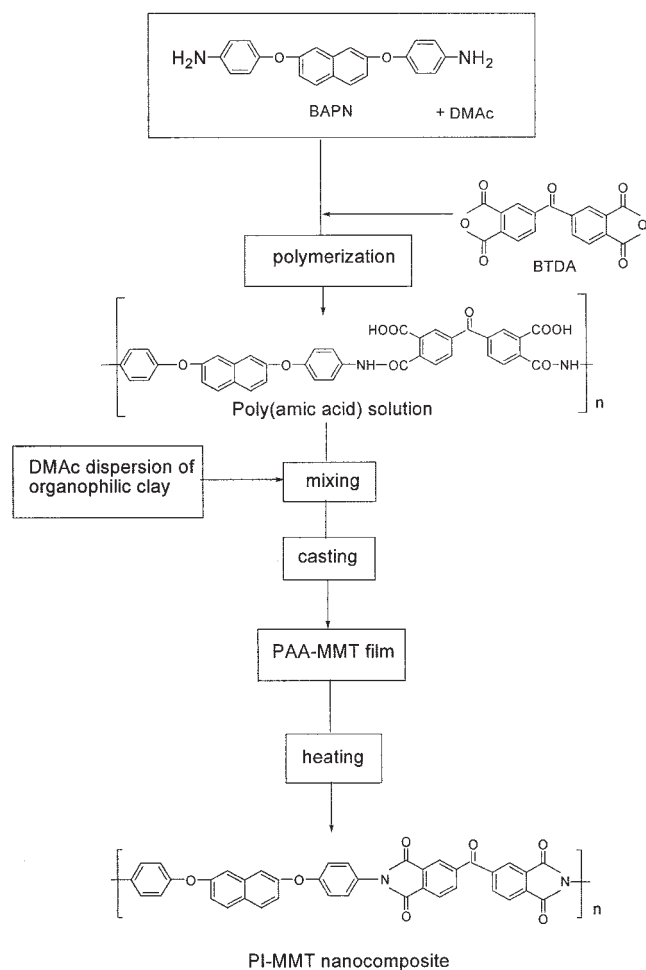 H₂N O O NH₂
BAPN + DMAc
O O O
O O
O O
BTDA
polymerization
HOOC O COOH
O O NH—C CO—NH
O
n
Poly(amic acid) solution
DMAc dispersion of
organophilic clay
mixing
casting
PAA-MMT film
heating
O O O
O O N N
O O
n
PI-MMT nanocomposite